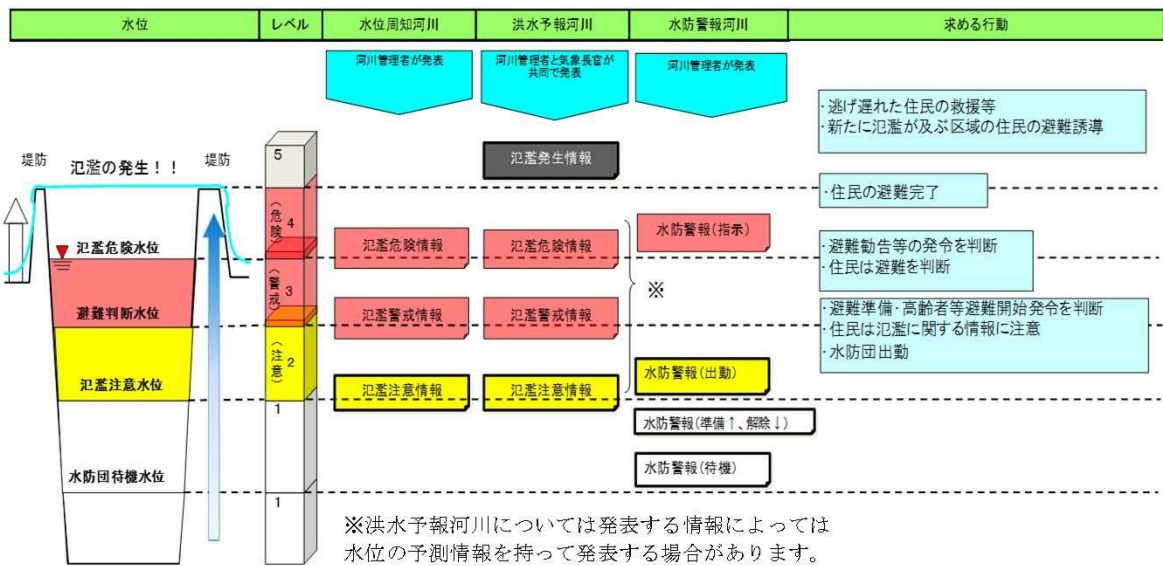 水位
レベル
水位周知河川
洪水予報河川
水防警報河川
求める行動
河川管理者が発表
河川管理者と気象長官が
共同で発表
河川管理者が発表
・逃げ遅れた住民の救援等
・新たに氾濫が及ぶ区域の住民の避難誘導
堤防
氾濫の発生!!
堤防
5
氾濫発生情報
・住民の避難完了
(危険)
4
氾濫危険水位
氾濫危険情報
氾濫危険情報
水防警報(指示)
・避難勧告等の発令を判断
・住民は避難を判断
(警戒)
3
※
避難判断水位
氾濫警戒情報
氾濫警戒情報
・避難準備・高齢者等避難開始発令を判断
・住民は氾濫に関する情報に注意
・水防団出動
(注意)
2
氾濫注意水位
氾濫注意情報
氾濫注意情報
水防警報(出動)
1
水防警報(準備↑、解除↓)
水防団待機水位
水防警報(待機)
1
※洪水予報河川については発表する情報によっては
水位の予測情報を持って発表する場合があります。